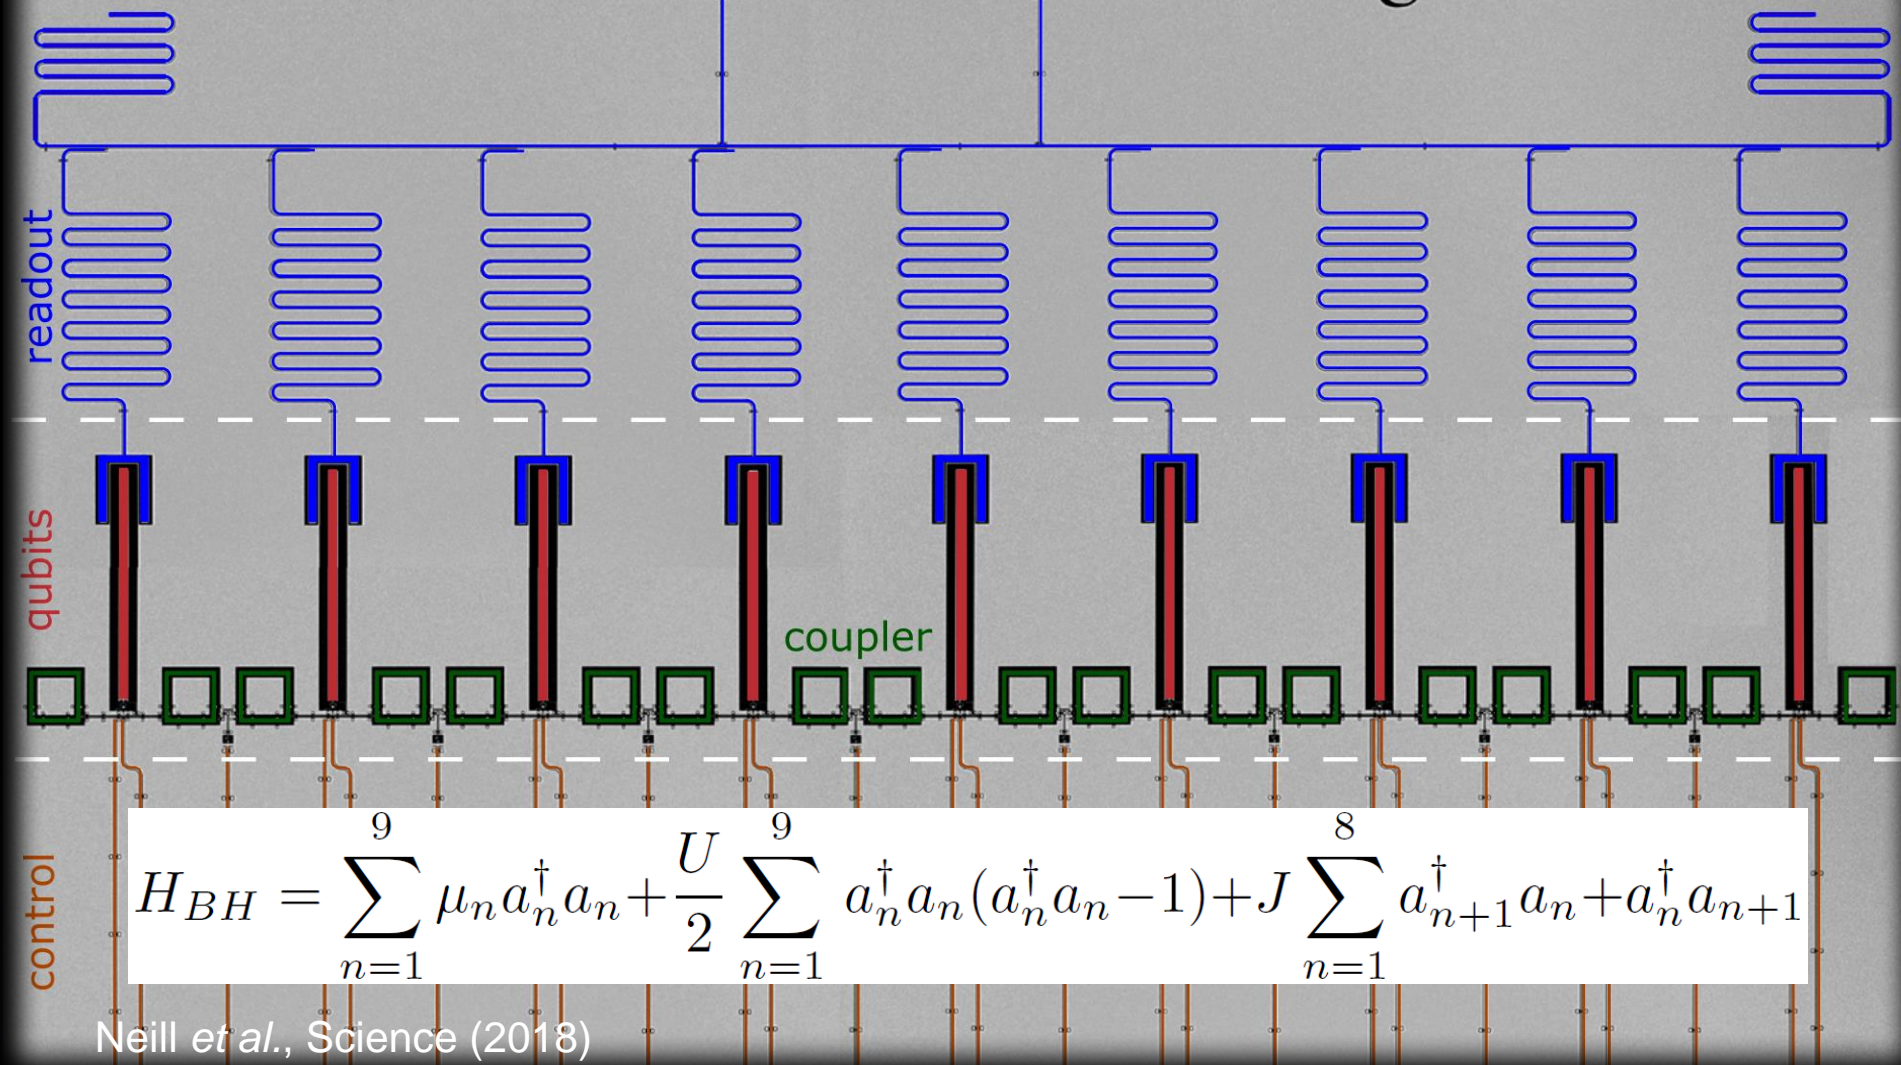 readout
qubits
coupler
control
H_{BH} = \sum_{n=1}^{9} \mu_n a_n^\dagger a_n + \frac{U}{2} \sum_{n=1}^{9} a_n^\dagger a_n (a_n^\dagger a_n - 1) + J \sum_{n=1}^{8} a_{n+1}^\dagger a_n + a_n^\dagger a_{n+1}
Neill et al., Science (2018)